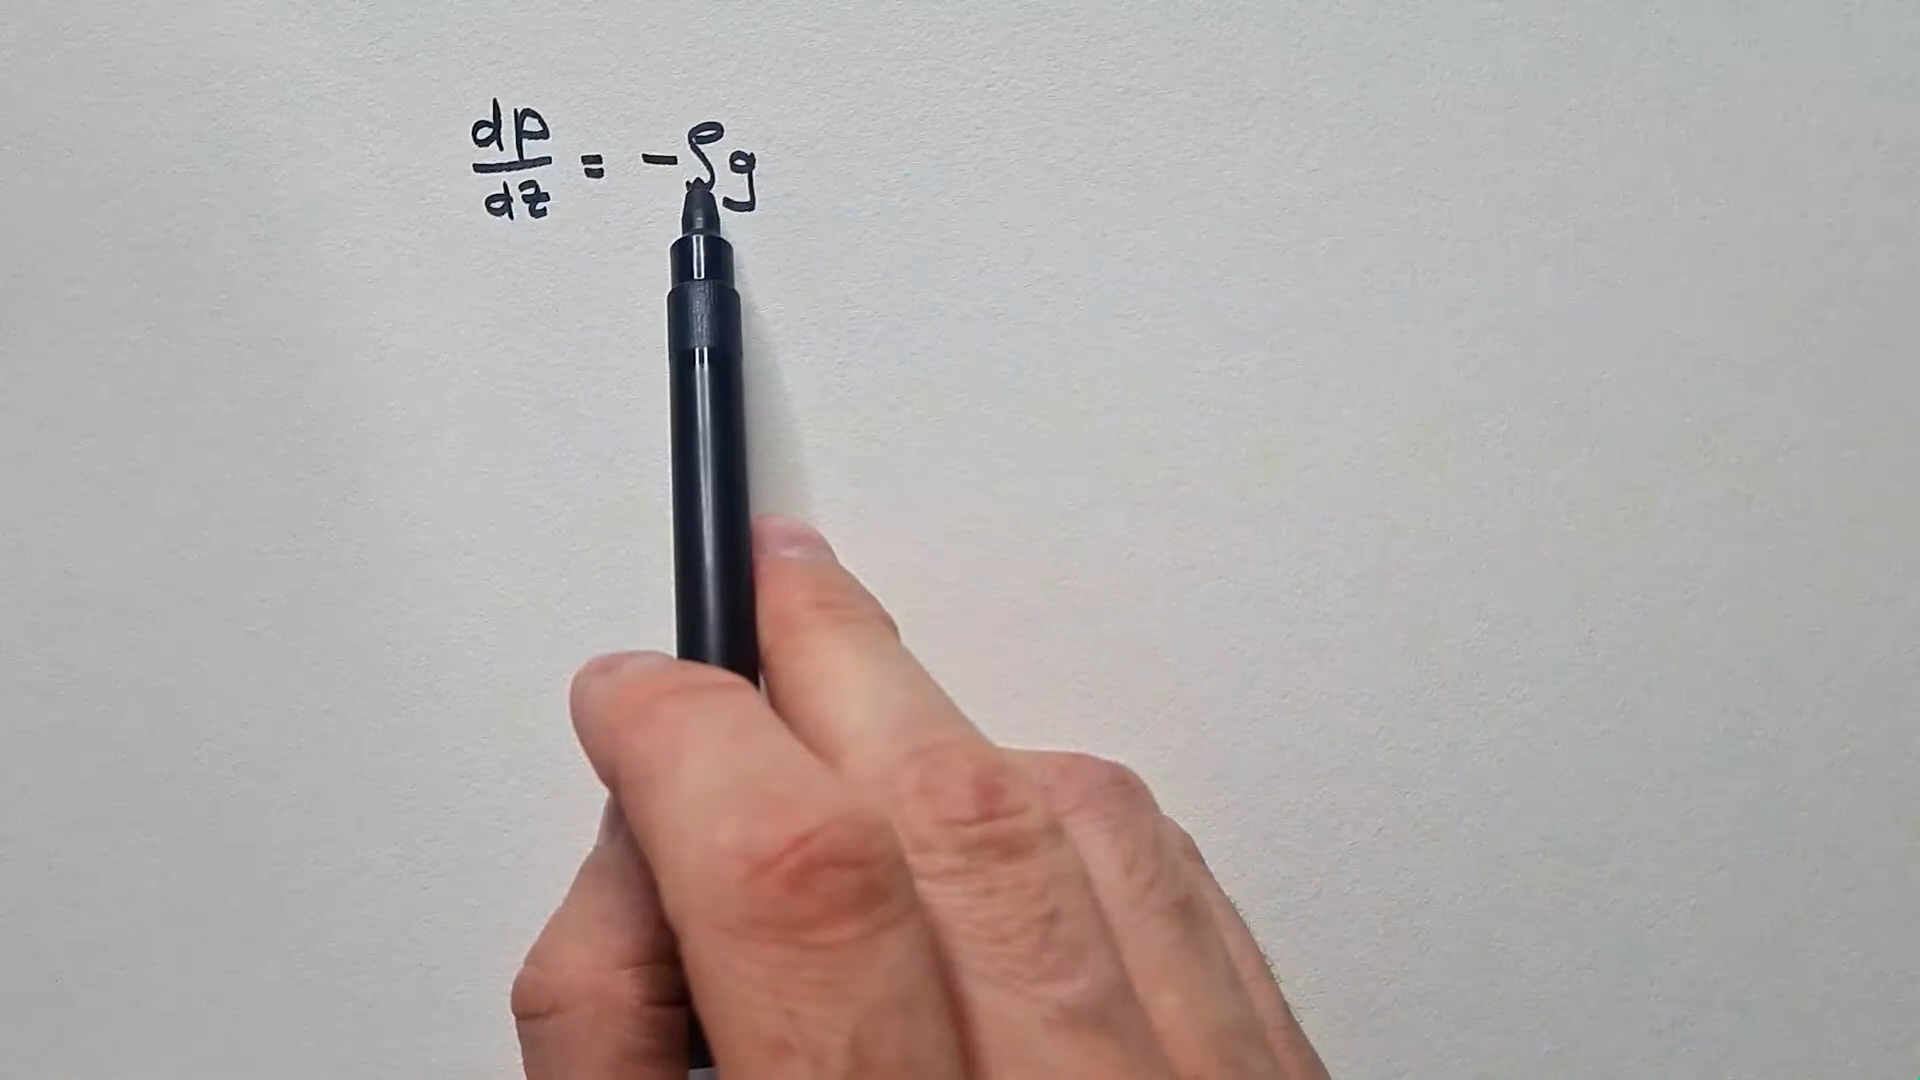 dp/dz = -ρg